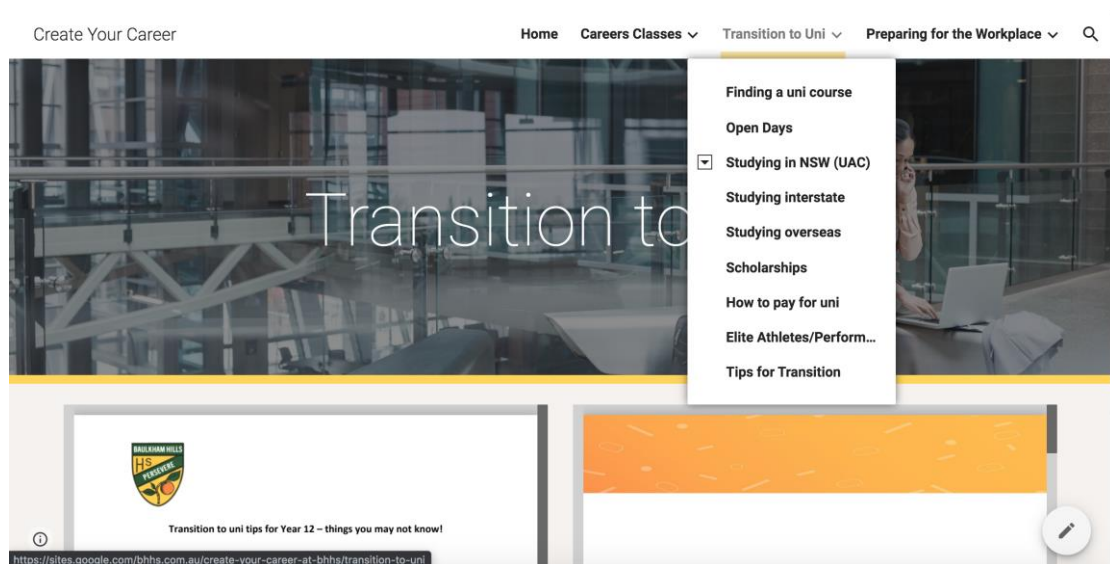 Create Your Career
Home Careers Classes Transition to Uni Preparing for the Workplace
Finding a uni course
Open Days
Studying in NSW (UAC)
Studying interstate
Studying overseas
Scholarships
How to pay for uni
Elite Athletes/Perform...
Tips for Transition
Transition to
BAULKHAM HILLS
HS
PERSEVERE
Transition to uni tips for Year 12 – things you may not know!
https://sites.google.com/bhhs.com.au/create-your-career-at-bhhs/transition-to-uni